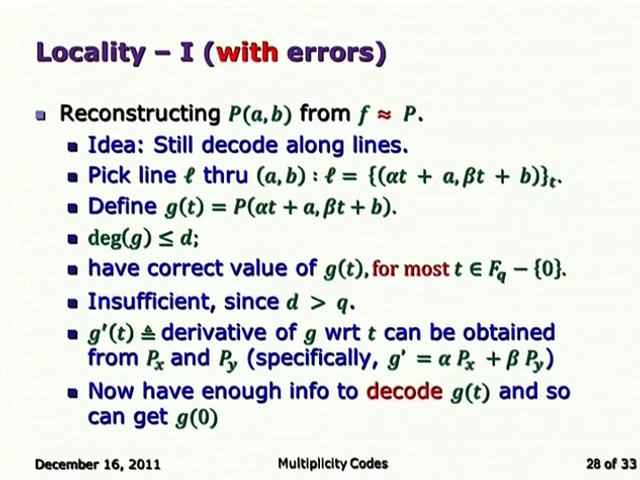 Locality – I (with errors)
Reconstructing P(a,b) from f ≈ P.
Idea: Still decode along lines.
Pick line ℓ thru (a,b) : ℓ = {(αt + a, βt + b)}ₜ.
Define g(t) = P(αt + a, βt + b).
deg(g) ≤ d;
have correct value of g(t), for most t ∈ F_q − {0}.
Insufficient, since d > q.
g′(t) ≜ derivative of g wrt t can be obtained
from Pₓ and P_y (specifically, g′ = α Pₓ + β P_y)
Now have enough info to decode g(t) and so
can get g(0)
December 16, 2011
Multiplicity Codes
28 of 33